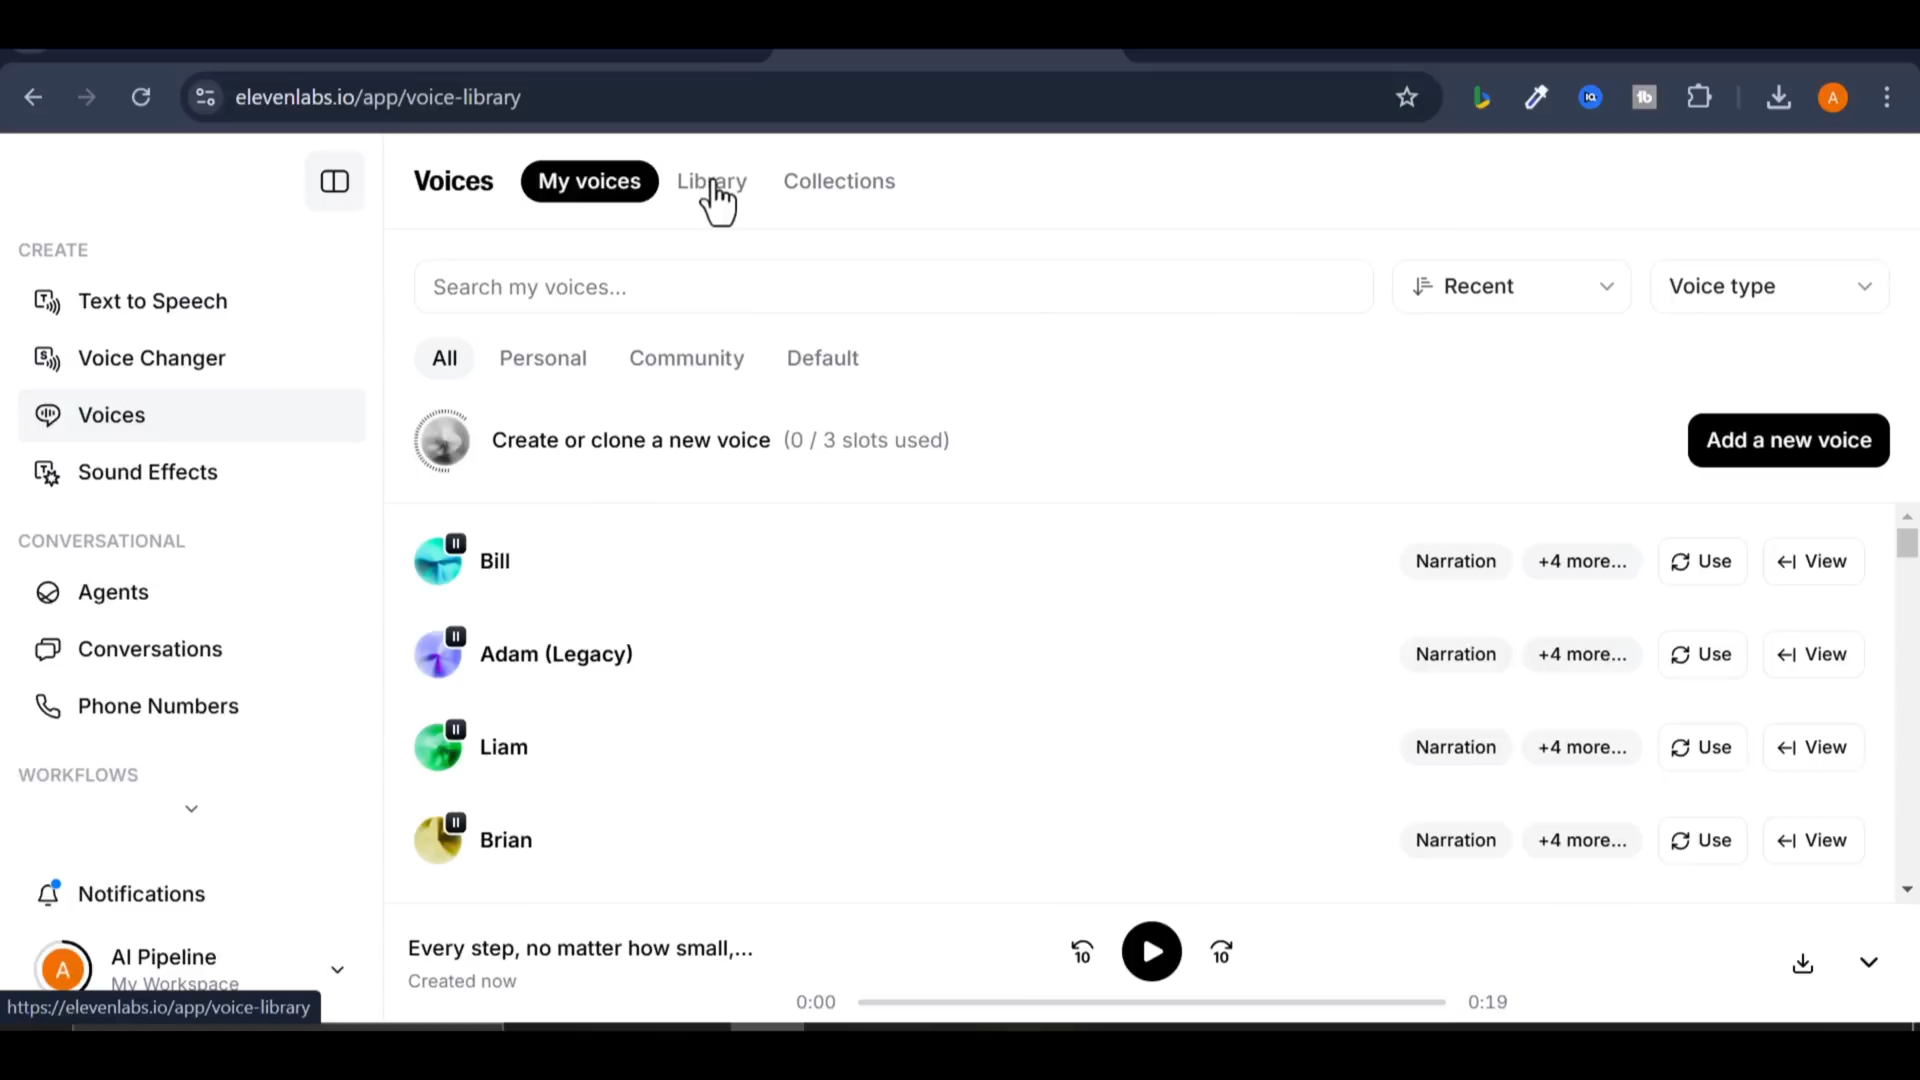 elevenlabs.io/app/voice-library
A
Voices
My voices
Library
Collections
CREATE
Text to Speech
Voice Changer
Voices
Sound Effects
CONVERSATIONAL
Agents
Conversations
Phone Numbers
WORKFLOWS
Notifications
A
AI Pipeline
My Workspace
https://elevenlabs.io/app/voice-library
Search my voices...
Recent
Voice type
All
Personal
Community
Default
Create or clone a new voice (0 / 3 slots used)
Add a new voice
Bill
Narration
+4 more...
Use
View
Adam (Legacy)
Narration
+4 more...
Use
View
Liam
Narration
+4 more...
Use
View
Brian
Narration
+4 more...
Use
View
Every step, no matter how small,...
Created now
10
10
0:00
0:19